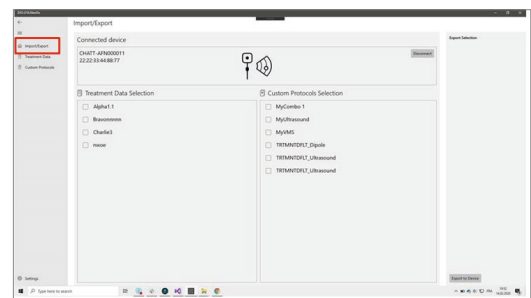 Import/Export
Import/Export
Treatment Data
Custom Protocols
Settings
Connected device
CHATT-AFN000011
22:22:33:44:88:77
Disconnect
Treatment Data Selection
Alpha1.1
Bravonnnnn
Charlie3
Custom Protocols Selection
MyCombo 1
MyUltrasound
MyVMS
TRTMNTDFLT_Dipole
TRTMNTDFLT_Ultrasound
TRTMNTDFLT_Ultrasound
Export Selection
Export to Device
Type here to search